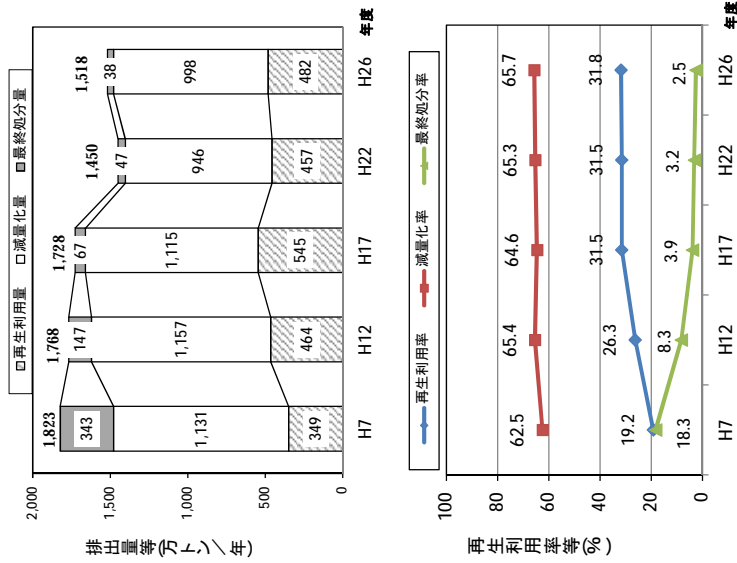 再生利用量 減量化量 最終処分量
排出量等(万トン/年)
2,000
1,500
1,000
500
0
1,823
343
1,131
349
1,768
147
1,157
464
1,728
67
1,115
545
1,450
47
946
457
1,518
38
998
482
H7 H12 H17 H22 H26
年度
再生利用率 減量化率 最終処分率
再生利用率等(%)
100
80
60
40
20
0
62.5 65.4 64.6 65.3 65.7
19.2 26.3 31.5 31.5 31.8
18.3 8.3 3.9 3.2 2.5
H7 H12 H17 H22 H26
年度